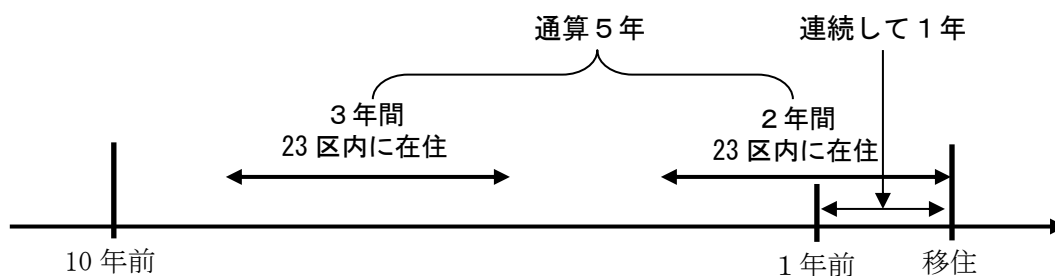 通算５年
連続して１年
３年間
23 区内に在住
２年間
23 区内に在住
10 年前
１年前
移住